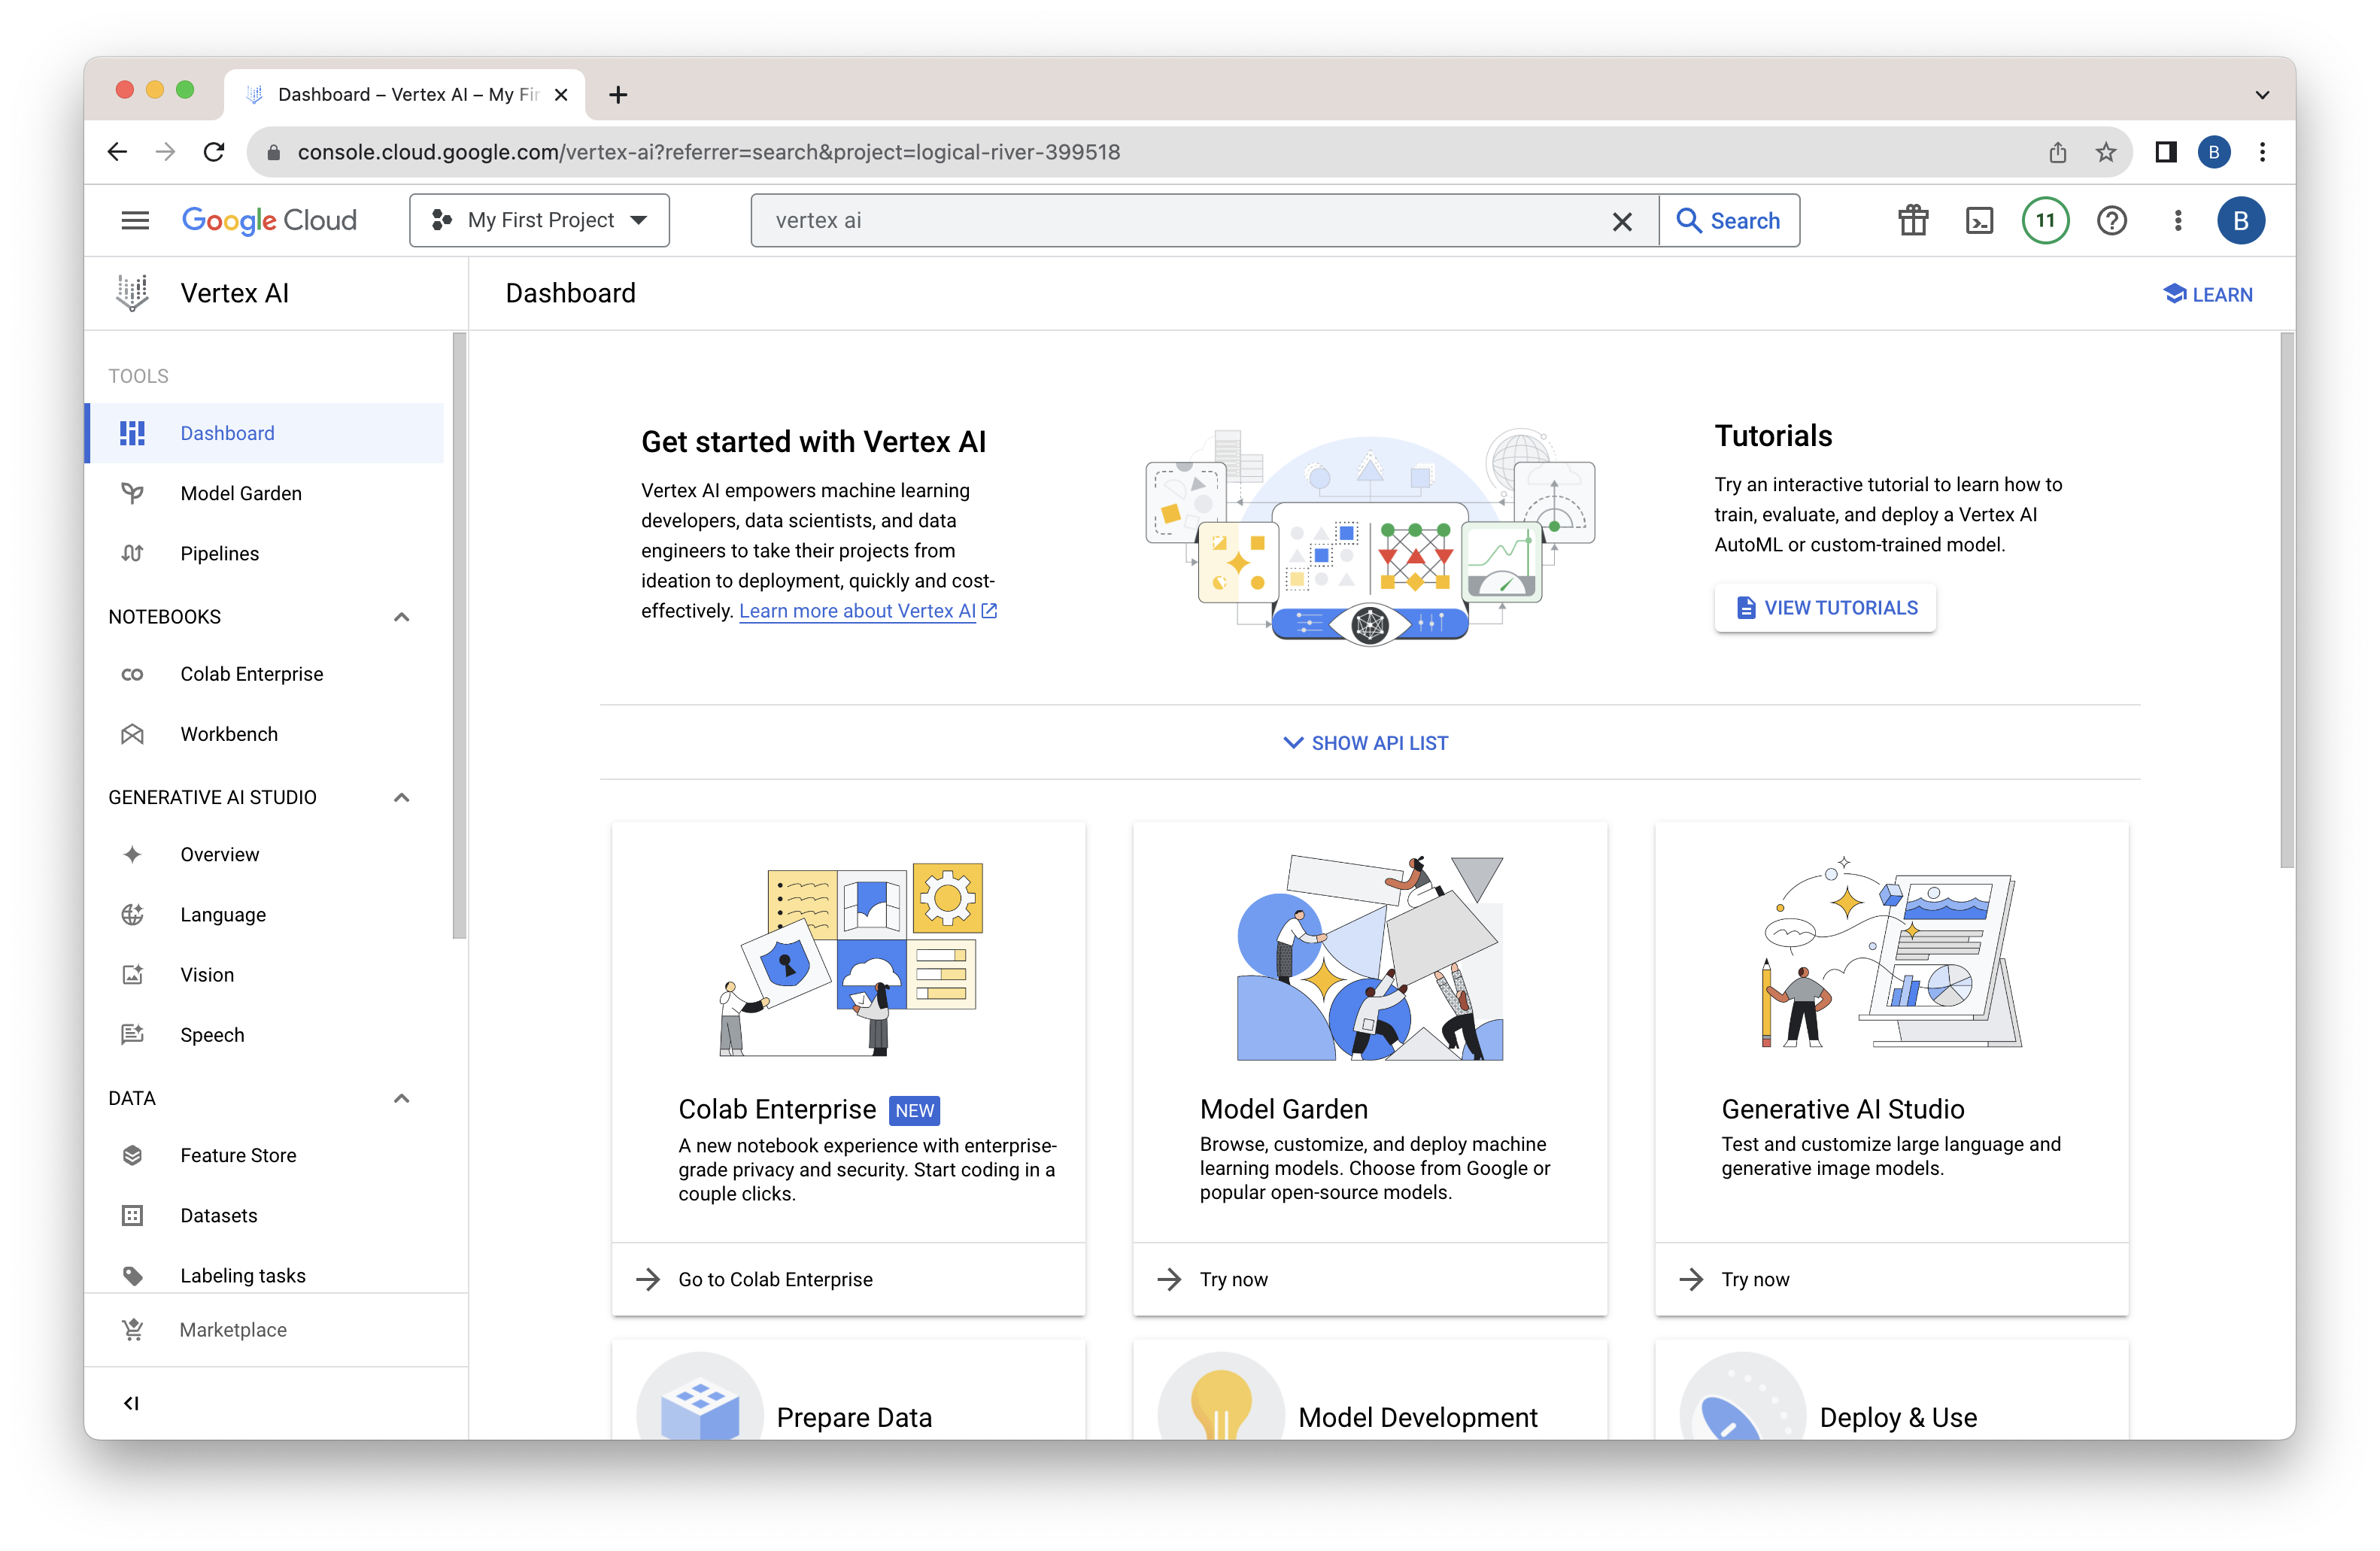 Dashboard – Vertex AI – My Fir
console.cloud.google.com/vertex-ai?referrer=search&project=logical-river-399518
B
Google Cloud
My First Project
vertex ai
Search
11
B
Vertex AI
Dashboard
LEARN
TOOLS
Dashboard
Model Garden
Pipelines
NOTEBOOKS
Colab Enterprise
Workbench
GENERATIVE AI STUDIO
Overview
Language
Vision
Speech
DATA
Feature Store
Datasets
Labeling tasks
Marketplace
Get started with Vertex AI
Vertex AI empowers machine learning
developers, data scientists, and data
engineers to take their projects from
ideation to deployment, quickly and cost-
effectively. Learn more about Vertex AI
Tutorials
Try an interactive tutorial to learn how to
train, evaluate, and deploy a Vertex AI
AutoML or custom-trained model.
VIEW TUTORIALS
SHOW API LIST
Colab Enterprise NEW
A new notebook experience with enterprise-
grade privacy and security. Start coding in a
couple clicks.
Go to Colab Enterprise
Model Garden
Browse, customize, and deploy machine
learning models. Choose from Google or
popular open-source models.
Try now
Generative AI Studio
Test and customize large language and
generative image models.
Try now
Prepare Data
Model Development
Deploy & Use